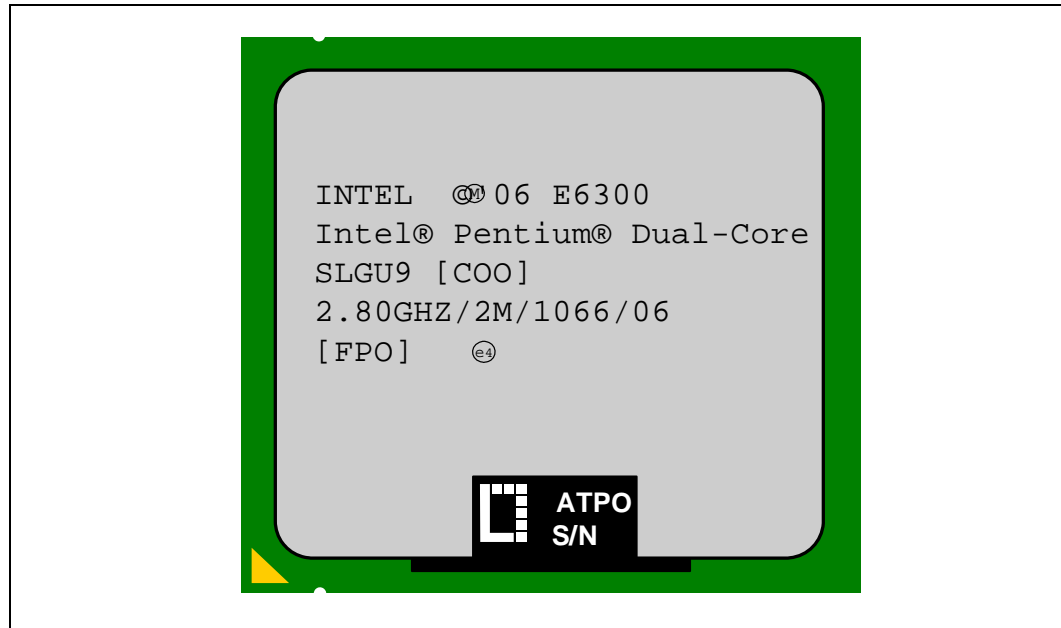 INTEL ©Ⓜ'06 E6300
Intel® Pentium® Dual-Core
SLGU9 [COO]
2.80GHZ/2M/1066/06
[FPO] e4
ATPO
S/N